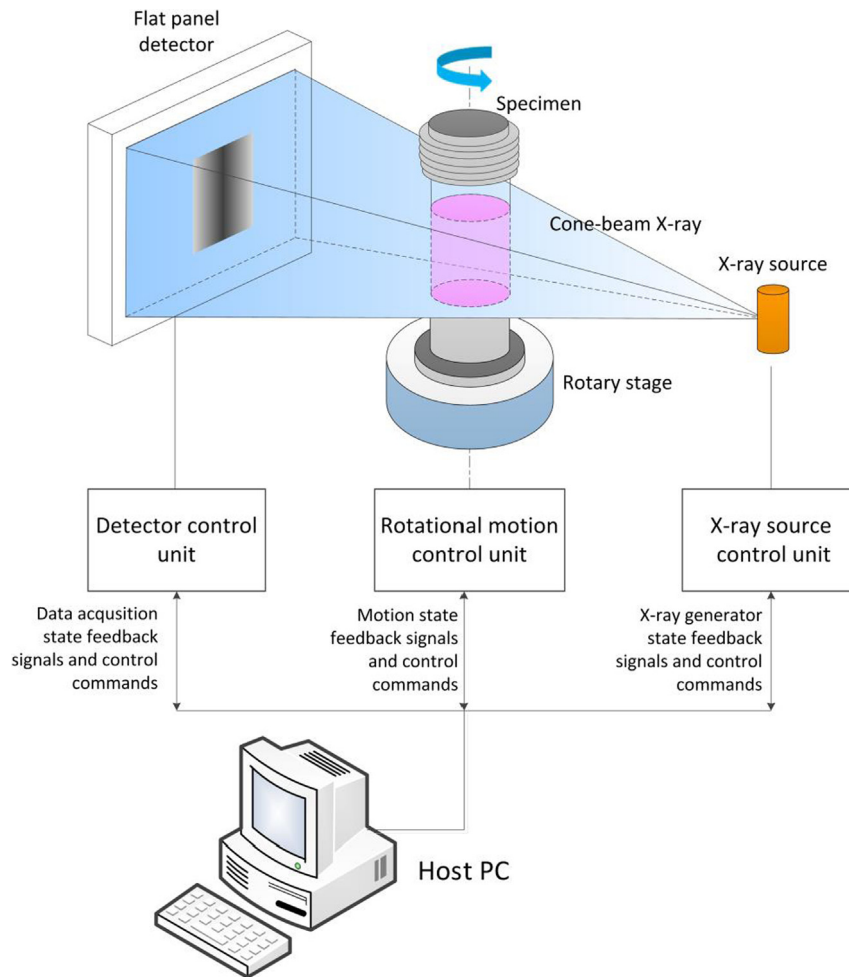 Flat panel
detector
Specimen
Cone-beam X-ray
X-ray source
Rotary stage
Detector control
unit
Rotational motion
control unit
X-ray source
control unit
Data acqusition
state feedback
signals and control
commands
Motion state
feedback signals
and control
commands
X-ray generator
state feedback
signals and control
commands
Host PC